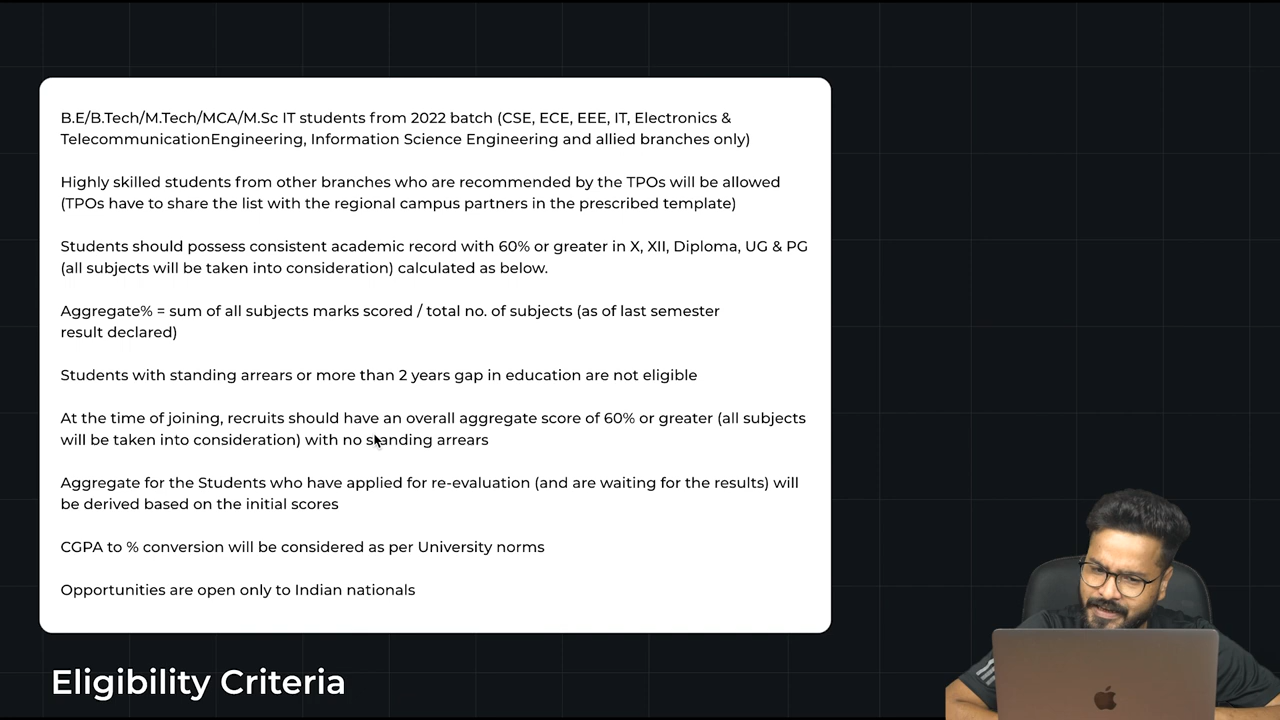 B.E/B.Tech/M.Tech/MCA/M.Sc IT students from 2022 batch (CSE, ECE, EEE, IT, Electronics &
TelecommunicationEngineering, Information Science Engineering and allied branches only)
Highly skilled students from other branches who are recommended by the TPOs will be allowed
(TPOs have to share the list with the regional campus partners in the prescribed template)
Students should possess consistent academic record with 60% or greater in X, XII, Diploma, UG & PG
(all subjects will be taken into consideration) calculated as below.
Aggregate% = sum of all subjects marks scored / total no. of subjects (as of last semester
result declared)
Students with standing arrears or more than 2 years gap in education are not eligible
At the time of joining, recruits should have an overall aggregate score of 60% or greater (all subjects
will be taken into consideration) with no standing arrears
Aggregate for the Students who have applied for re-evaluation (and are waiting for the results) will
be derived based on the initial scores
CGPA to % conversion will be considered as per University norms
Opportunities are open only to Indian nationals
Eligibility Criteria